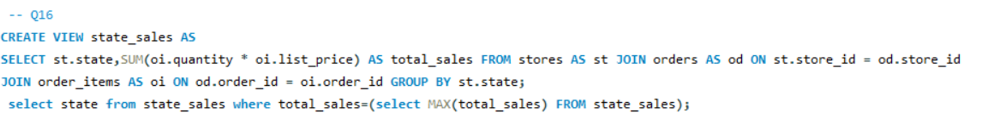 -- Q16
CREATE VIEW state_sales AS
SELECT st.state,SUM(oi.quantity * oi.list_price) AS total_sales FROM stores AS st JOIN orders AS od ON st.store_id = od.store_id
JOIN order_items AS oi ON od.order_id = oi.order_id GROUP BY st.state;
select state from state_sales where total_sales=(select MAX(total_sales) FROM state_sales);